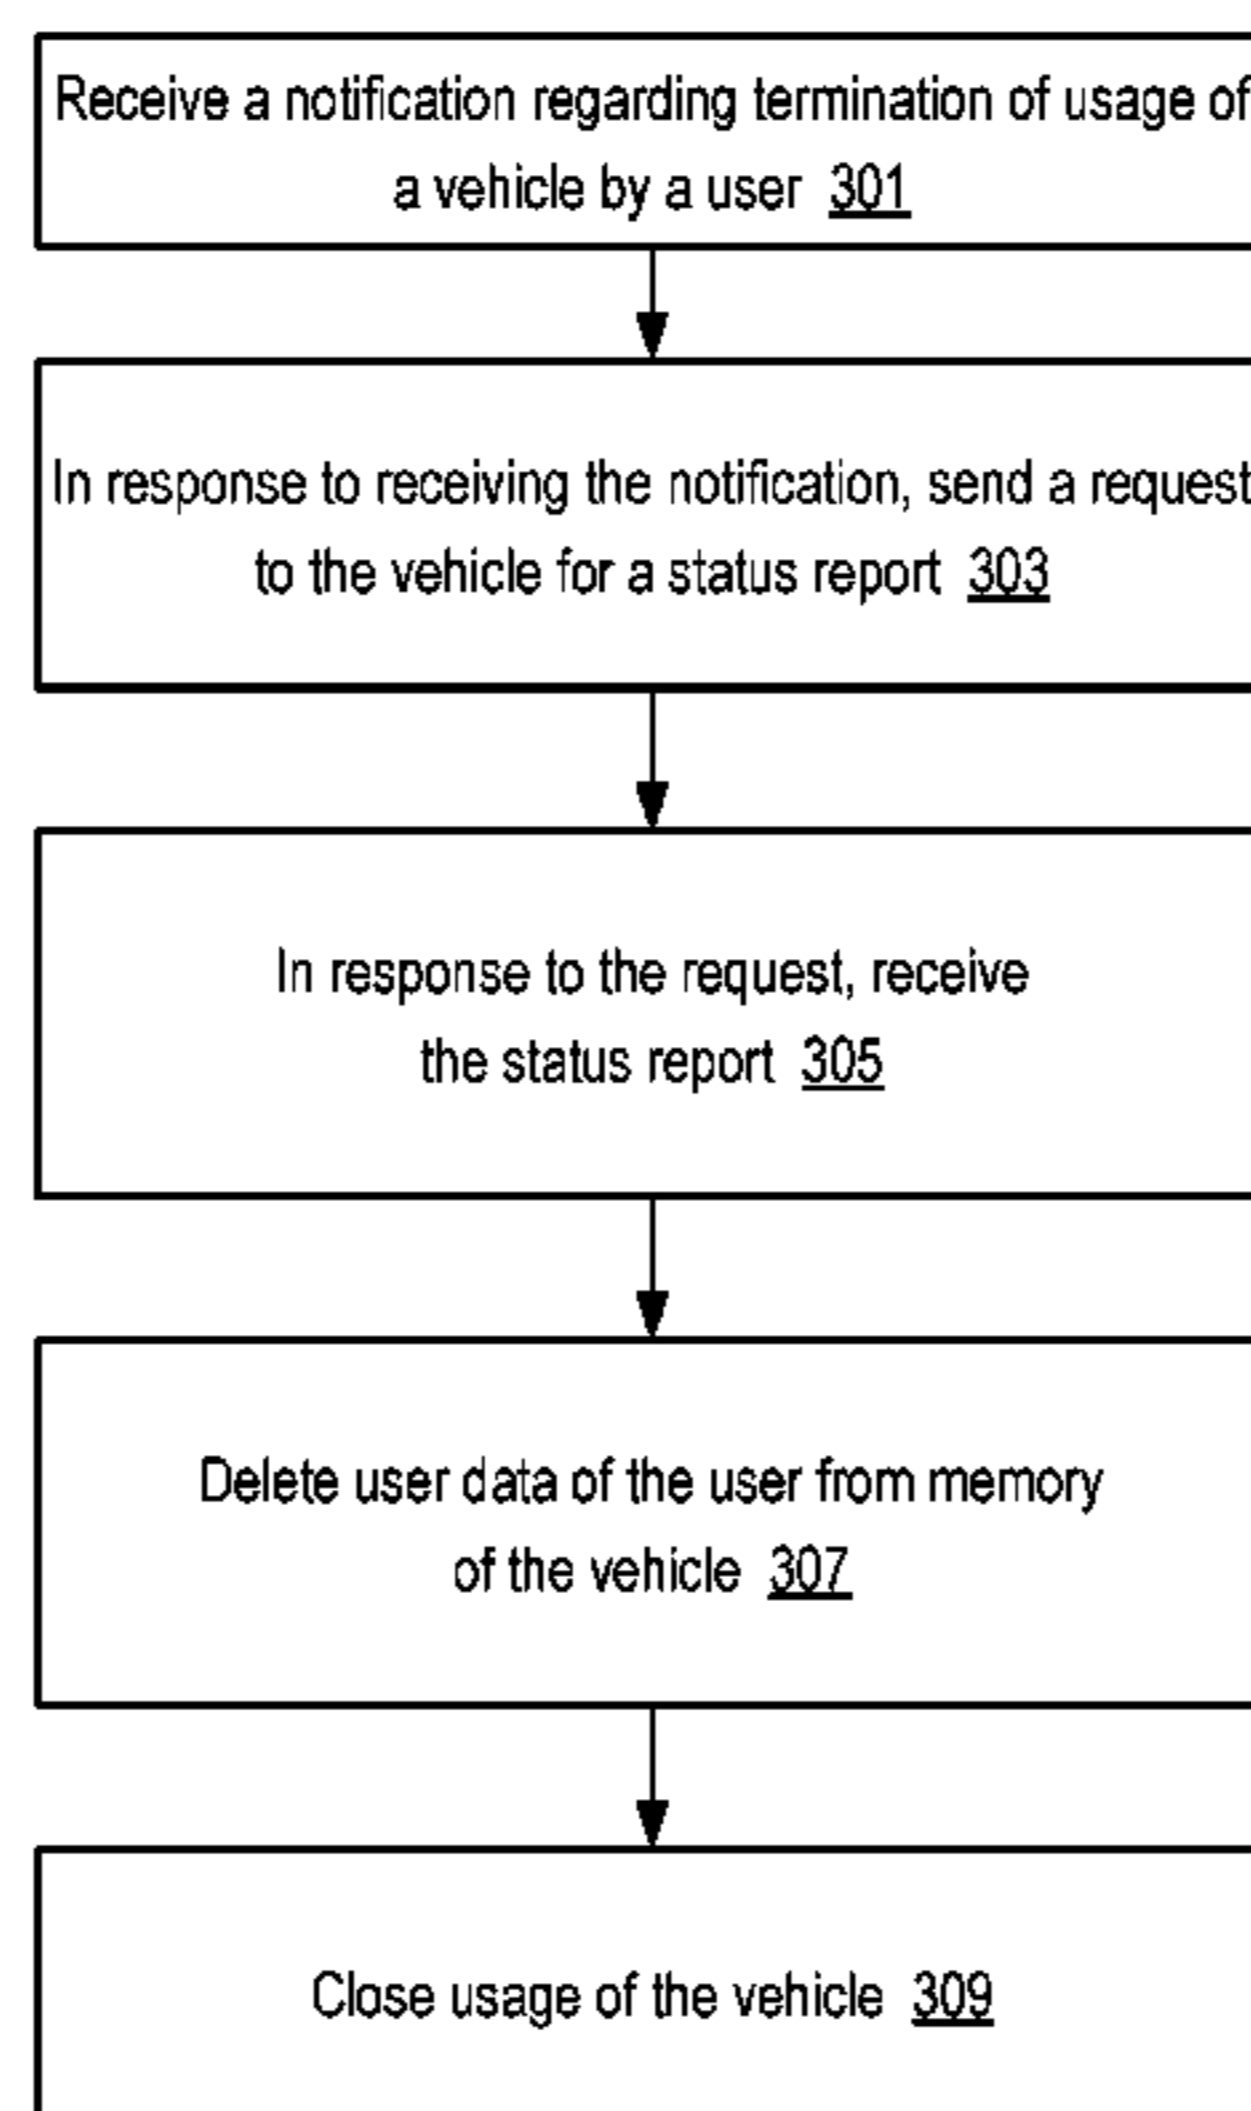 Receive a notification regarding termination of usage of
a vehicle by a user 301
In response to receiving the notification, send a request
to the vehicle for a status report 303
In response to the request, receive
the status report 305
Delete user data of the user from memory
of the vehicle 307
Close usage of the vehicle 309